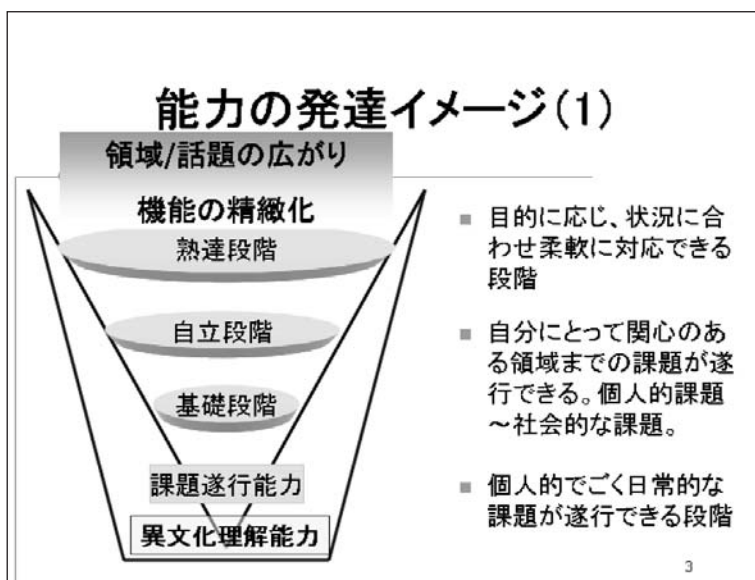 能力の発達イメージ(1)
領域/話題の広がり
機能の精緻化
熟達段階
自立段階
基礎段階
課題遂行能力
異文化理解能力
■ 目的に応じ、状況に合
わせ柔軟に対応できる
段階
■ 自分にとって関心のあ
る領域までの課題が遂
行できる。個人的課題
～社会的な課題。
■ 個人的でごく日常的な
課題が遂行できる段階
3